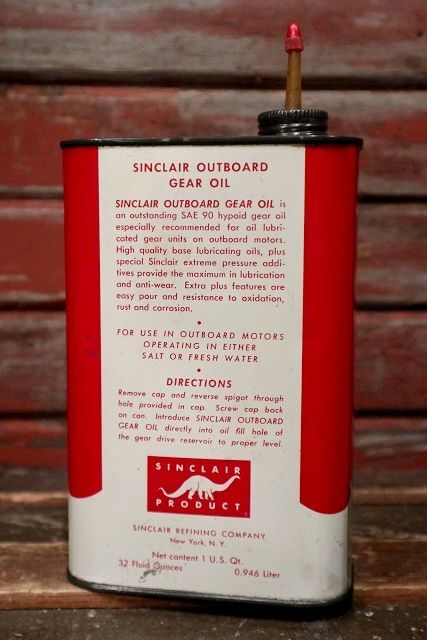 SINCLAIR OUTBOARD
GEAR OIL
SINCLAIR OUTBOARD GEAR OIL is
an outstanding SAE 90 hypoid gear oil
especially recommended for oil lubri-
cated gear units on outboard motors.
High quality base lubricating oils, plus
special Sinclair extreme pressure addi-
tives provide the maximum in lubrication
and anti-wear. Extra plus features are
easy pour and resistance to oxidation,
rust and corrosion.
•
FOR USE IN OUTBOARD MOTORS
OPERATING IN EITHER
SALT OR FRESH WATER
•
DIRECTIONS
Remove cap and reverse spigot through
hole provided in cap. Screw cap back
on can. Introduce SINCLAIR OUTBOARD
GEAR OIL directly into oil fill hole of
the gear drive reservoir to proper level.
SINCLAIR
PRODUCT
SINCLAIR REFINING COMPANY
New York, N.Y.
Net content 1 U.S. Qt.
32 Fluid Ounces 0.946 Liter